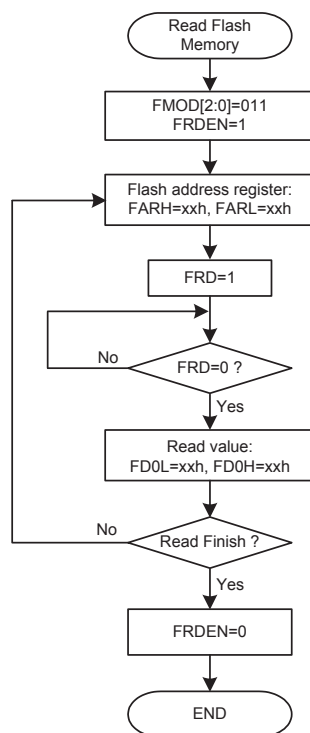 Read Flash
Memory
FMOD[2:0]=011
FRDEN=1
Flash address register:
FARH=xxh, FARL=xxh
FRD=1
No
FRD=0 ?
Yes
Read value:
FD0L=xxh, FD0H=xxh
No
Read Finish ?
Yes
FRDEN=0
END